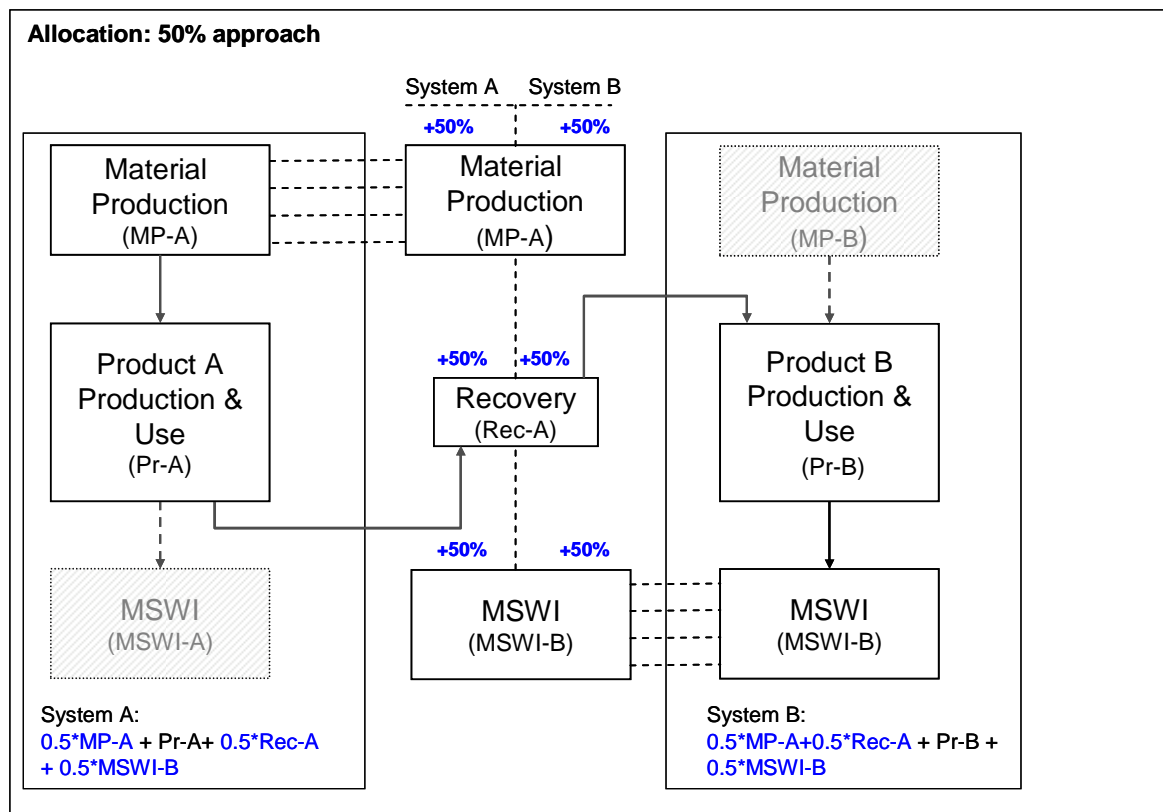 Allocation: 50% approach
System A
System B
+50%
+50%
Material
Production
(MP-A)
Material
Production
(MP-A)
Material
Production
(MP-B)
Product A
Production &
Use
(Pr-A)
+50%
+50%
Recovery
(Rec-A)
Product B
Production &
Use
(Pr-B)
+50%
+50%
MSWI
(MSWI-A)
MSWI
(MSWI-B)
MSWI
(MSWI-B)
System A:
0.5*MP-A + Pr-A+ 0.5*Rec-A
+ 0.5*MSWI-B
System B:
0.5*MP-A+0.5*Rec-A + Pr-B +
0.5*MSWI-B